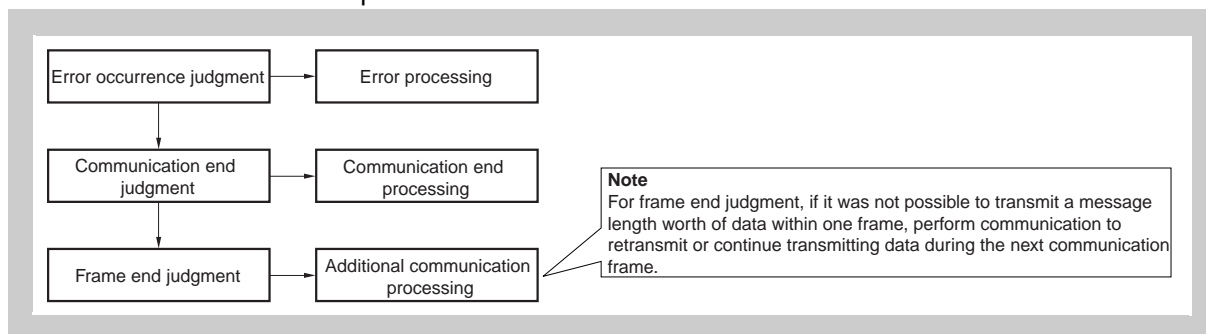 Error occurrence judgment
Error processing
Communication end
judgment
Communication end
processing
Frame end judgment
Additional communication
processing
Note
For frame end judgment, if it was not possible to transmit a message
length worth of data within one frame, perform communication to
retransmit or continue transmitting data during the next communication
frame.